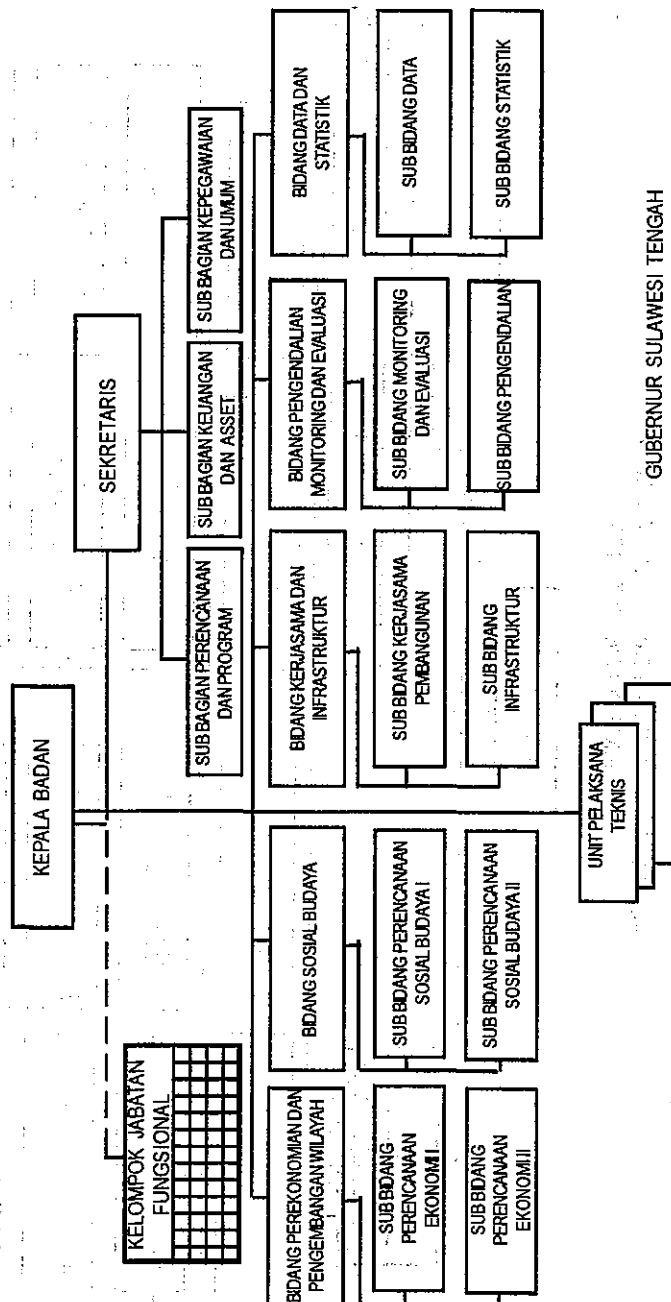 KEPALA BADAN
KELOMPOK JABATAN
FUNGSIONAL
SEKRETARIS
SUB BAGIAN PERENCANAAN
DAN PROGRAM
SUB BAGIAN KEUANGAN
DAN ASSET
SUB BAGIAN KEPEGAWAIAN
DAN UMUM
BIDANG PEREKONOMIAN DAN
PENGEMBANGAN WILAYAH
BIDANG SOSIAL BUDAYA
BIDANG KERJASAMA DAN
INFRASTRUKTUR
BIDANG PENGENDALIAN
MONITORING DAN EVALUASI
BIDANG DATA DAN
STATISTIK
SUB BIDANG
PERENCANAAN
EKONOMI I
SUB BIDANG PERENCANAAN
SOSIAL BUDAYA I
SUB BIDANG KERJASAMA
PEMBANGUNAN
SUB BIDANG MONITORING
DAN EVALUASI
SUB BIDANG DATA
SUB BIDANG
PERENCANAAN
EKONOMI II
SUB BIDANG PERENCANAAN
SOSIAL BUDAYA II
SUB BIDANG
INFRASTRUKTUR
SUB BIDANG PENGENDALIAN
SUB BIDANG STATISTIK
UNIT PELAKSANA
TEKNIS
GUBERNUR SULAWESI TENGAH